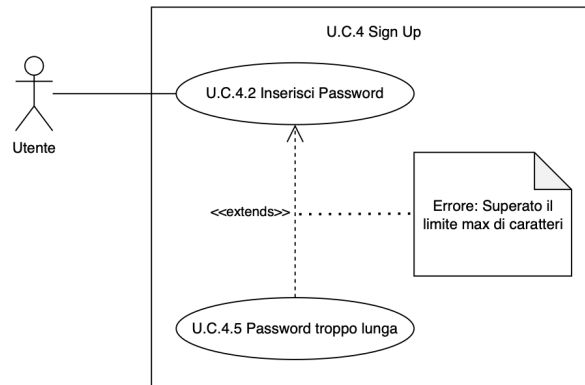 U.C.4 Sign Up
U.C.4.2 Inserisci Password
Utente
<<extends>>
Errore: Superato il
limite max di caratteri
U.C.4.5 Password troppo lunga